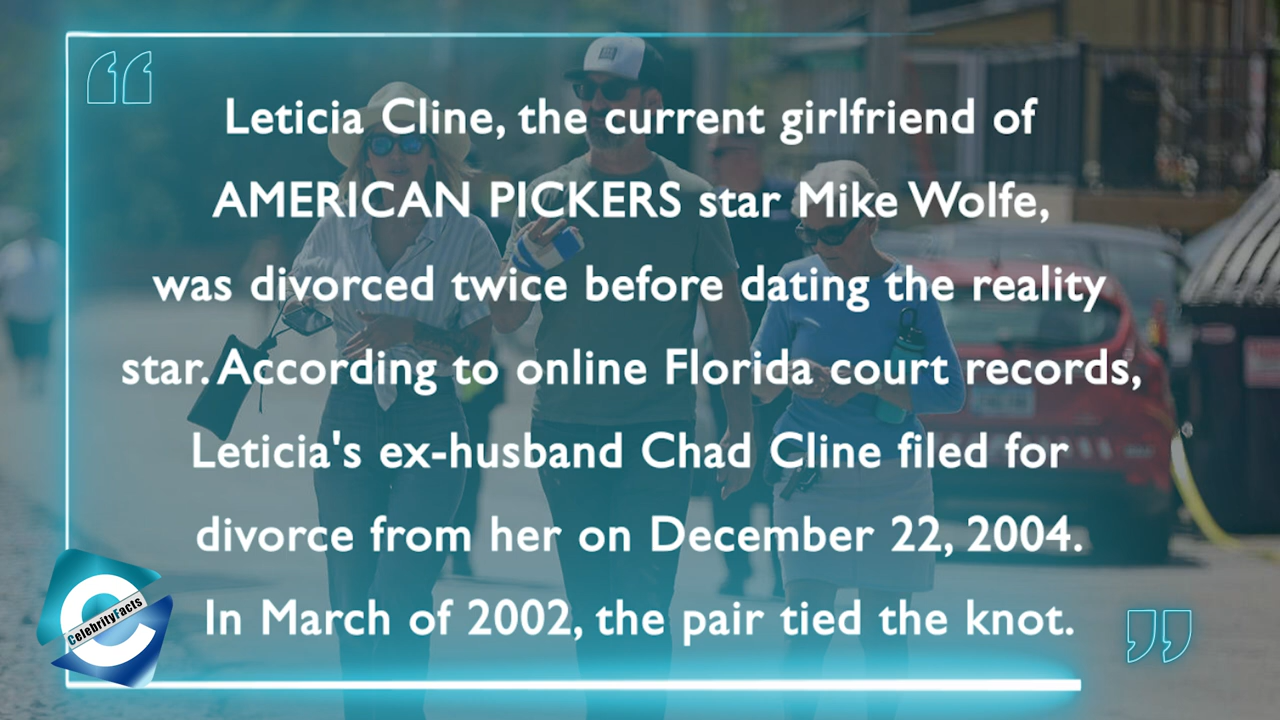 Leticia Cline, the current girlfriend of
AMERICAN PICKERS star Mike Wolfe,
was divorced twice before dating the reality
star. According to online Florida court records,
Leticia's ex-husband Chad Cline filed for
divorce from her on December 22, 2004.
In March of 2002, the pair tied the knot.
CelebrityFacts